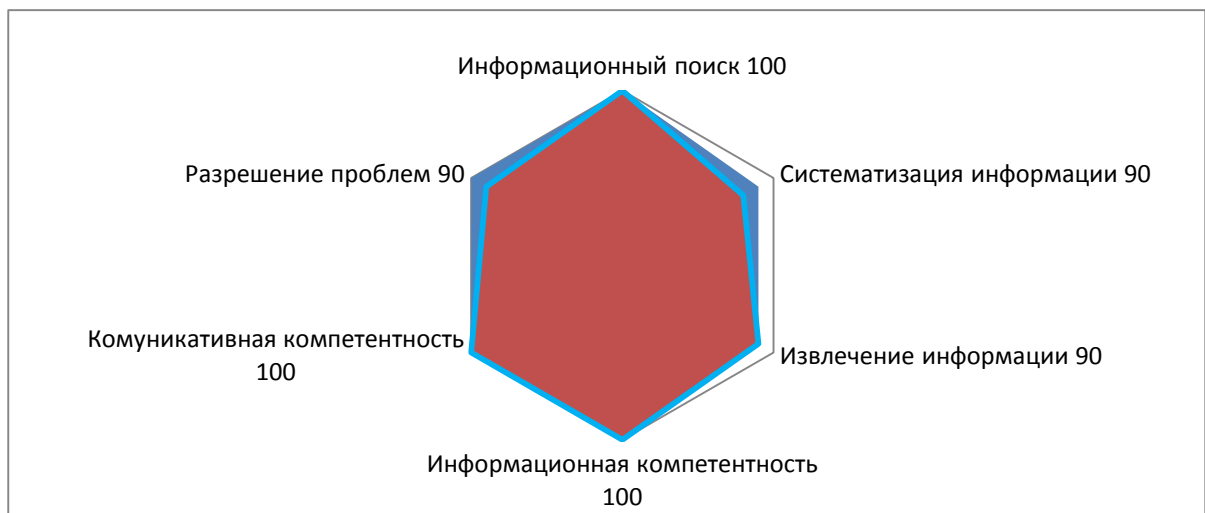 Информационный поиск 100
Разрешение проблем 90
Систематизация информации 90
Комуникативная компетентность
100
Извлечение информации 90
Информационная компетентность
100